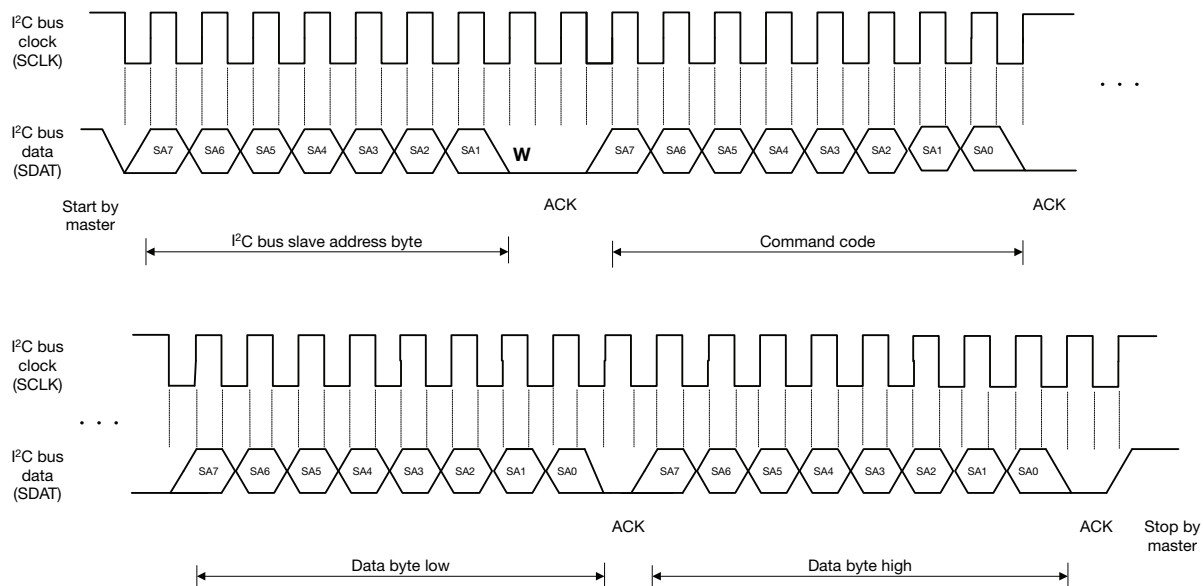 I²C bus
clock
(SCLK)
I²C bus
data
(SDAT)
SA7 SA6 SA5 SA4 SA3 SA2 SA1 W SA7 SA6 SA5 SA4 SA3 SA2 SA1 SA0
. . .
Start by
master
ACK
ACK
I²C bus slave address byte
Command code
I²C bus
clock
(SCLK)
. . .
I²C bus
data
(SDAT)
SA7 SA6 SA5 SA4 SA3 SA2 SA1 SA0 SA7 SA6 SA5 SA4 SA3 SA2 SA1 SA0
ACK
ACK
Stop by
master
Data byte low
Data byte high